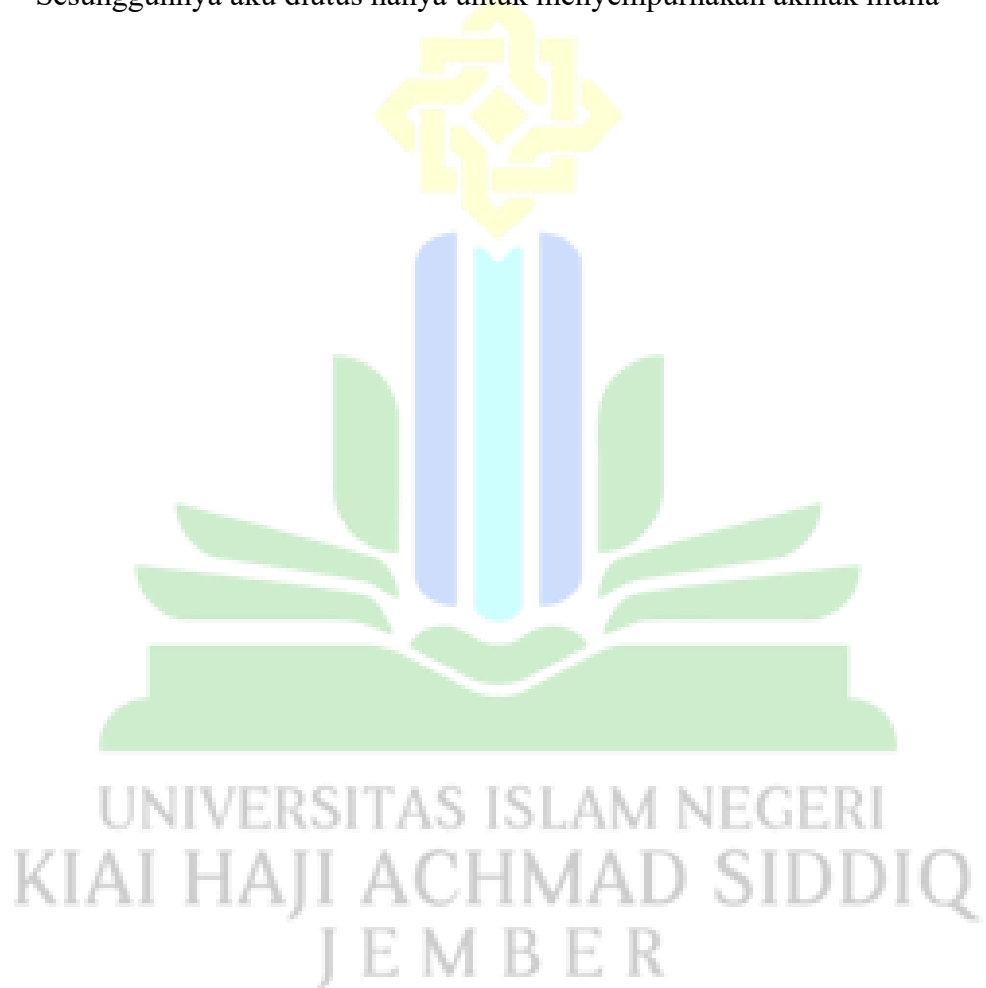 Sesungguhnya aku diutus hanya untuk menyempurnakan akhlak mulia
UNIVERSITAS ISLAM NEGERI
KIAI HAJI ACHMAD SIDDIQ
JEMBER